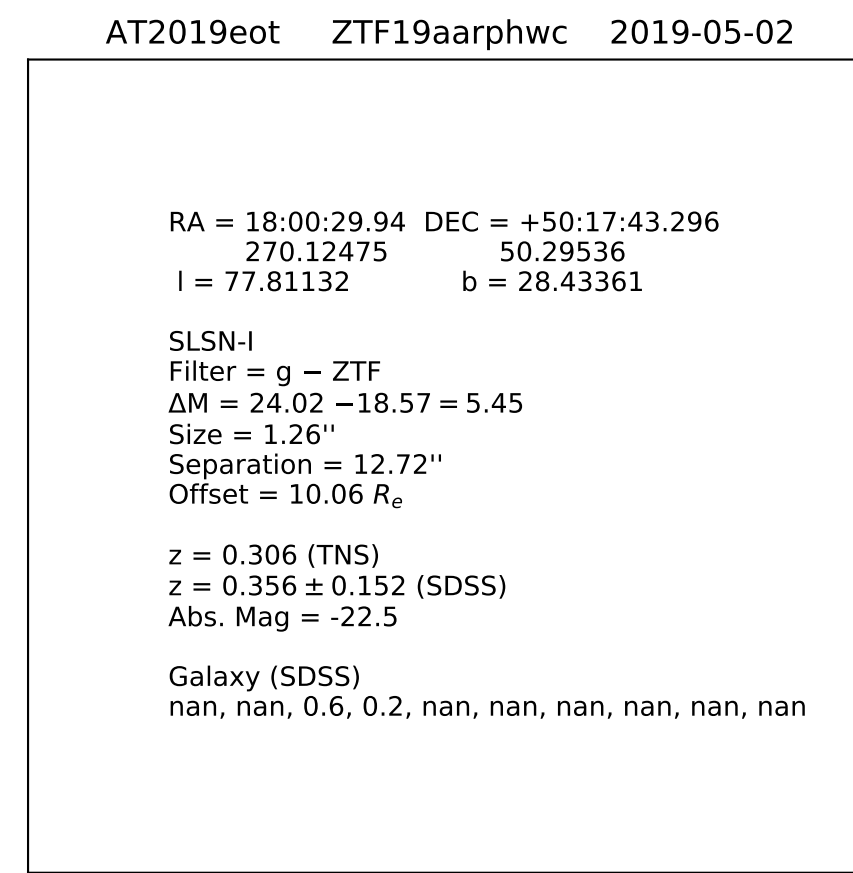 AT2019eot ZTF19aarphwc 2019-05-02
RA = 18:00:29.94 DEC = +50:17:43.296
270.12475 50.29536
l = 77.81132 b = 28.43361
SLSN-I
Filter = g − ZTF
ΔM = 24.02 −18.57 = 5.45
Size = 1.26''
Separation = 12.72''
Offset = 10.06 Rₑ
z = 0.306 (TNS)
z = 0.356 ± 0.152 (SDSS)
Abs. Mag = -22.5
Galaxy (SDSS)
nan, nan, 0.6, 0.2, nan, nan, nan, nan, nan, nan